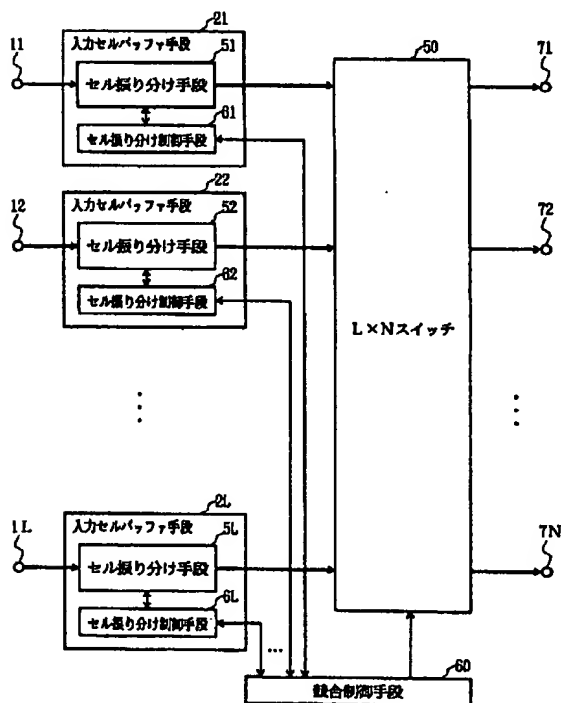 11
21
入力セルバッファ手段
51
セル振り分け手段
61
セル振り分け制御手段
50
71
12
22
入力セルバッファ手段
52
セル振り分け手段
62
セル振り分け制御手段
72
L×Nスイッチ
1L
2L
入力セルバッファ手段
5L
セル振り分け手段
6L
セル振り分け制御手段
7N
60
競合制御手段